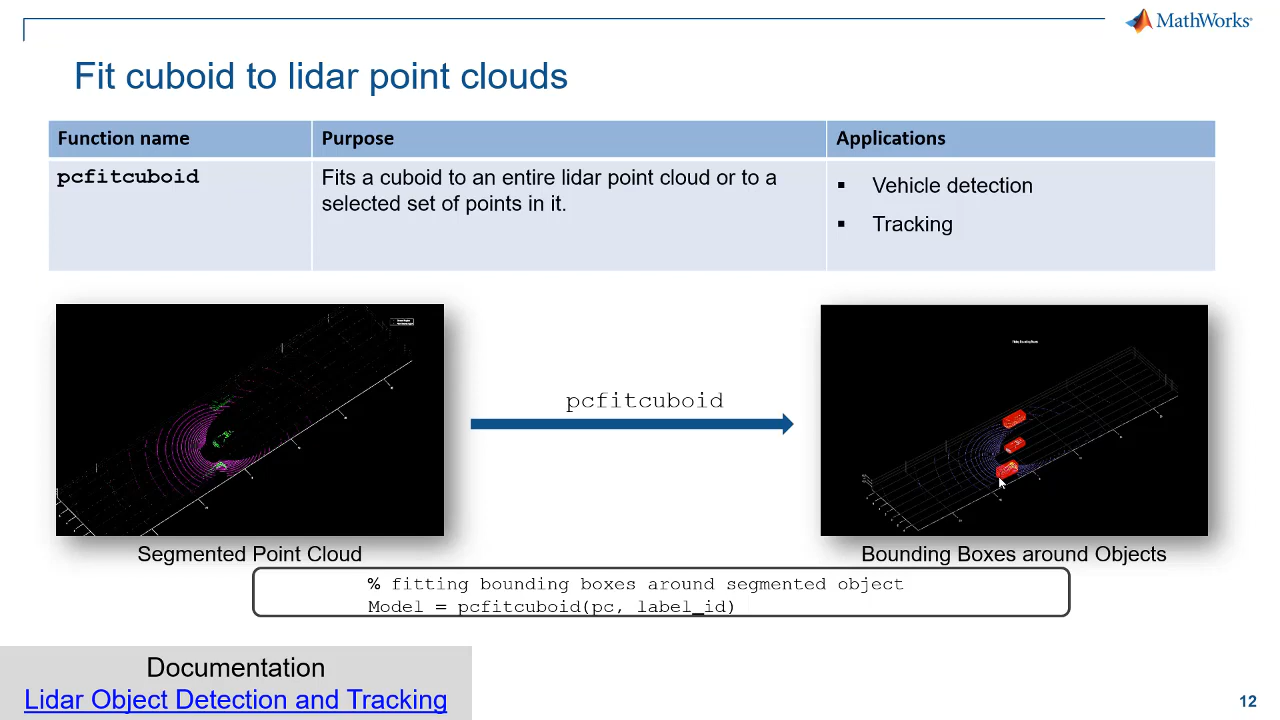 MathWorks
Fit cuboid to lidar point clouds
Function name
Purpose
Applications
pcfitcuboid
Fits a cuboid to an entire lidar point cloud or to a
selected set of points in it.
Vehicle detection
Tracking
pcfitcuboid
Segmented Point Cloud
Bounding Boxes around Objects
% fitting bounding boxes around segmented object
Model = pcfitcuboid(pc, label_id)
Documentation
Lidar Object Detection and Tracking
12